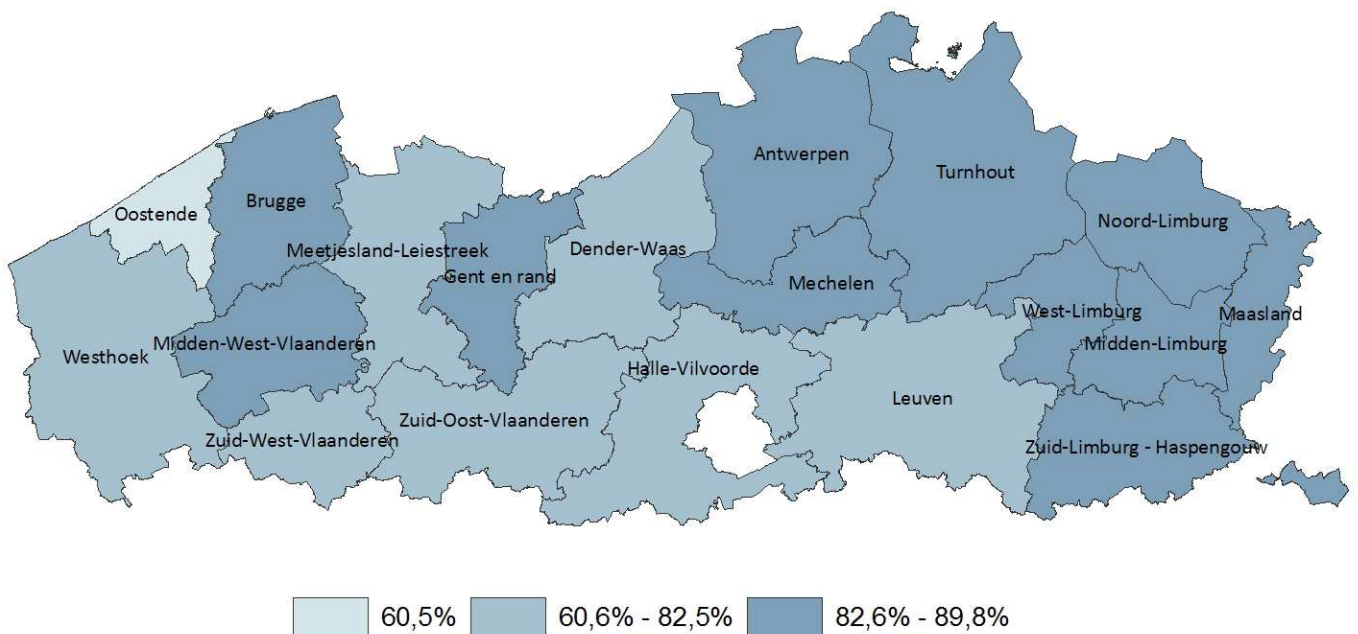 Antwerpen
Turnhout
Brugge
Oostende
Noord-Limburg
Meetjesland-Leiestreek
Dender-Waas
Gent en rand
Mechelen
West-Limburg
Maasland
Midden-West-Vlaanderen
Midden-Limburg
Westhoek
Halle-Vilvoorde
Leuven
Zuid-Oost-Vlaanderen
Zuid-West-Vlaanderen
Zuid-Limburg - Haspengouw
60,5% 60,6% - 82,5% 82,6% - 89,8%